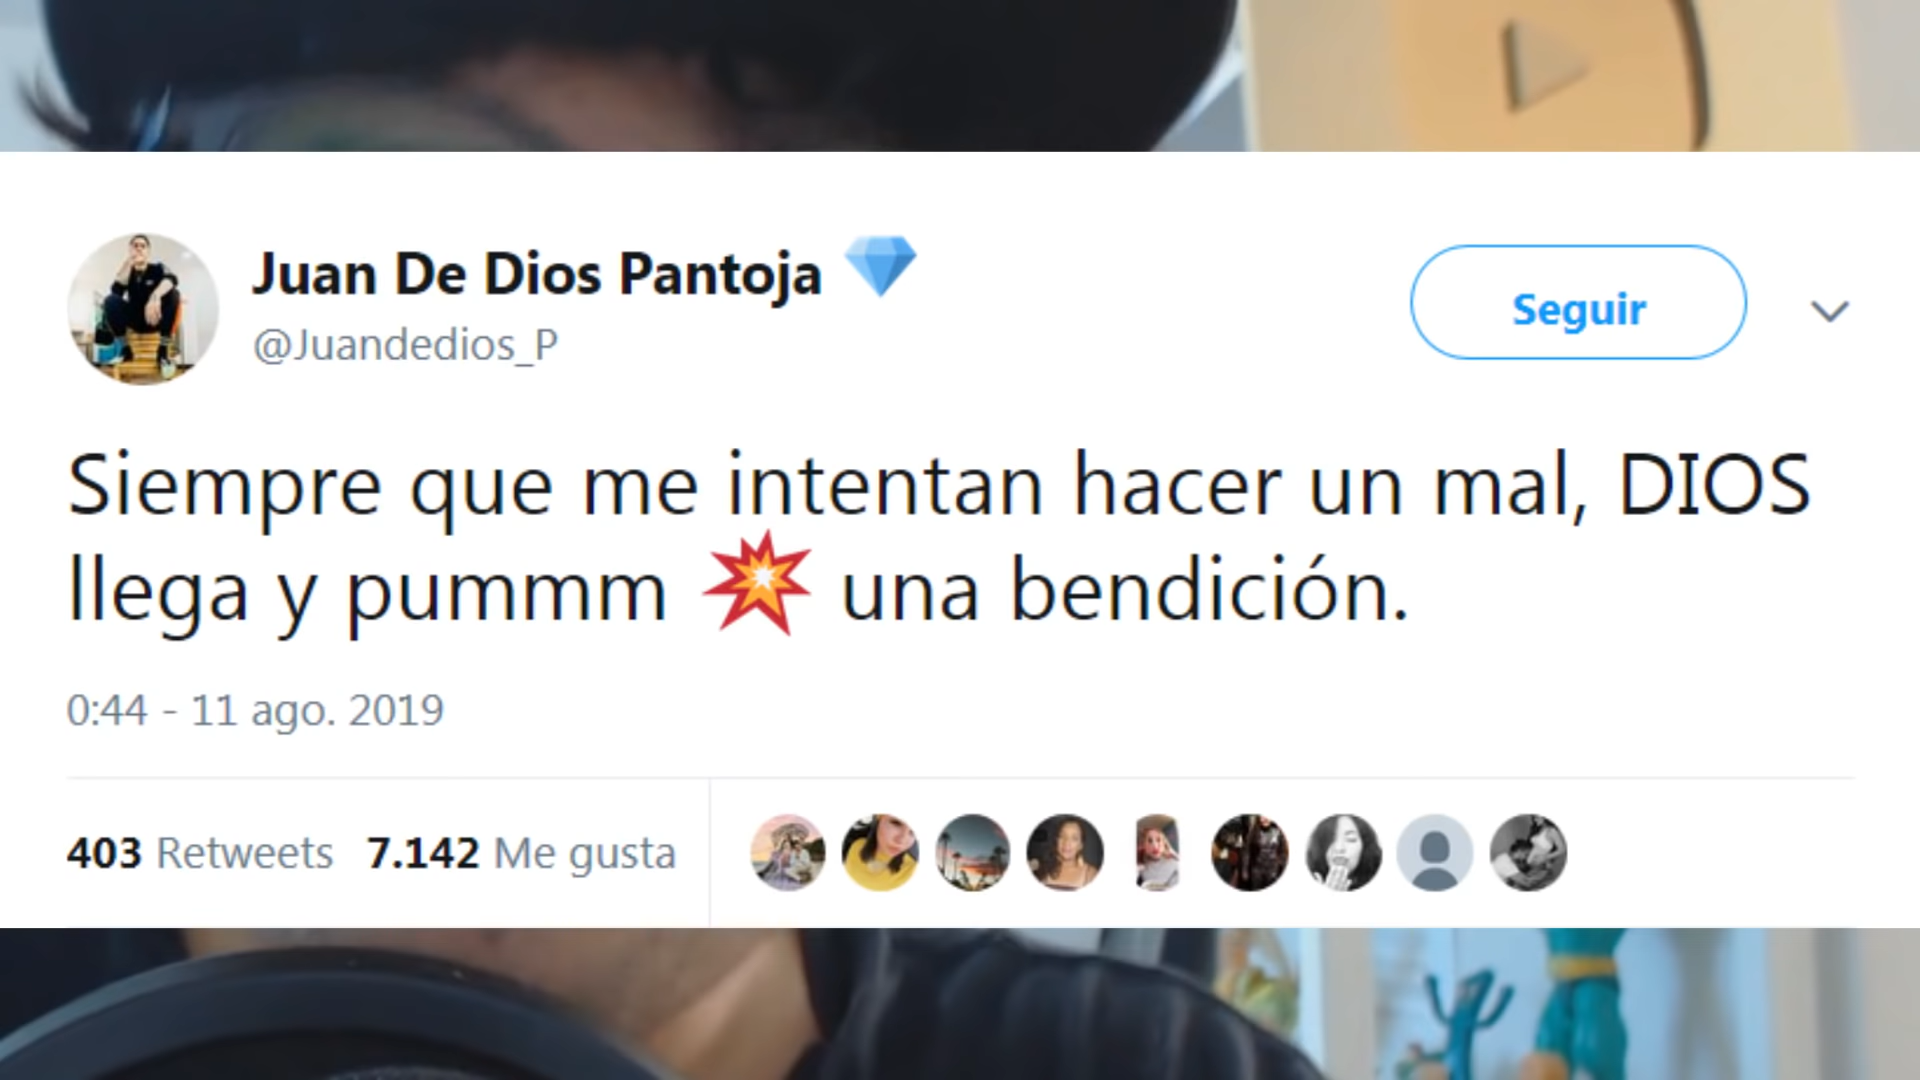 Juan De Dios Pantoja 💎
@Juandedios_P
Seguir
Siempre que me intentan hacer un mal, DIOS
llega y pummm 💥 una bendición.
0:44 - 11 ago. 2019
403 Retweets 7.142 Me gusta